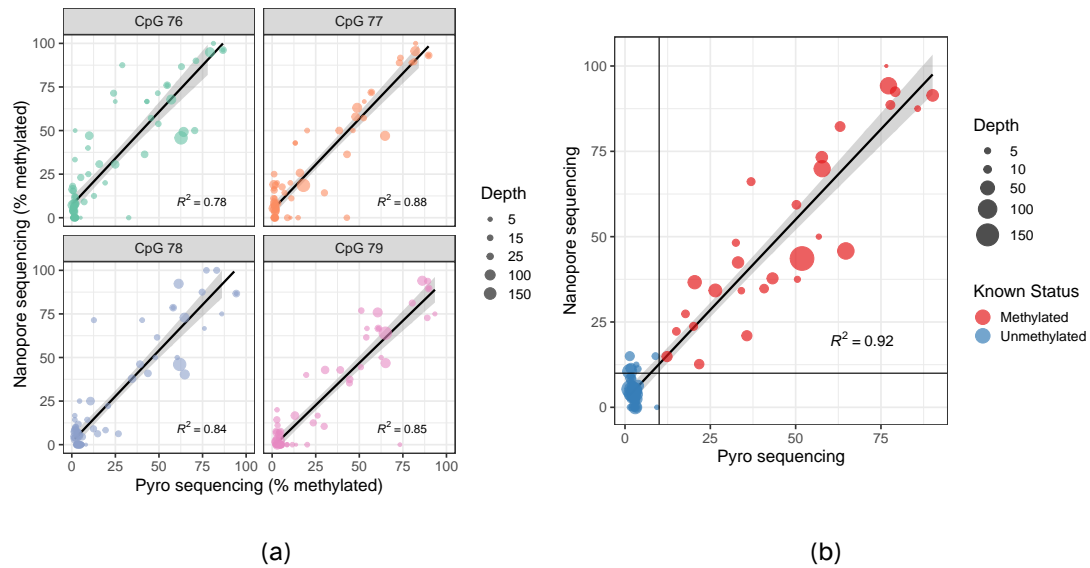 CpG 76
CpG 77
100
75
50
25
0
R² = 0.78
R² = 0.88
CpG 78
CpG 79
100
75
50
25
0
R² = 0.84
R² = 0.85
0 25 50 75 100
0 25 50 75 100
Pyro sequencing (% methylated)
Nanopore sequencing (% methylated)
Depth
5
15
25
100
150
(a)
100
75
50
25
0
R² = 0.92
0 25 50 75
Pyro sequencing
Nanopore sequencing
Depth
5
10
50
100
150
Known Status
Methylated
Unmethylated
(b)